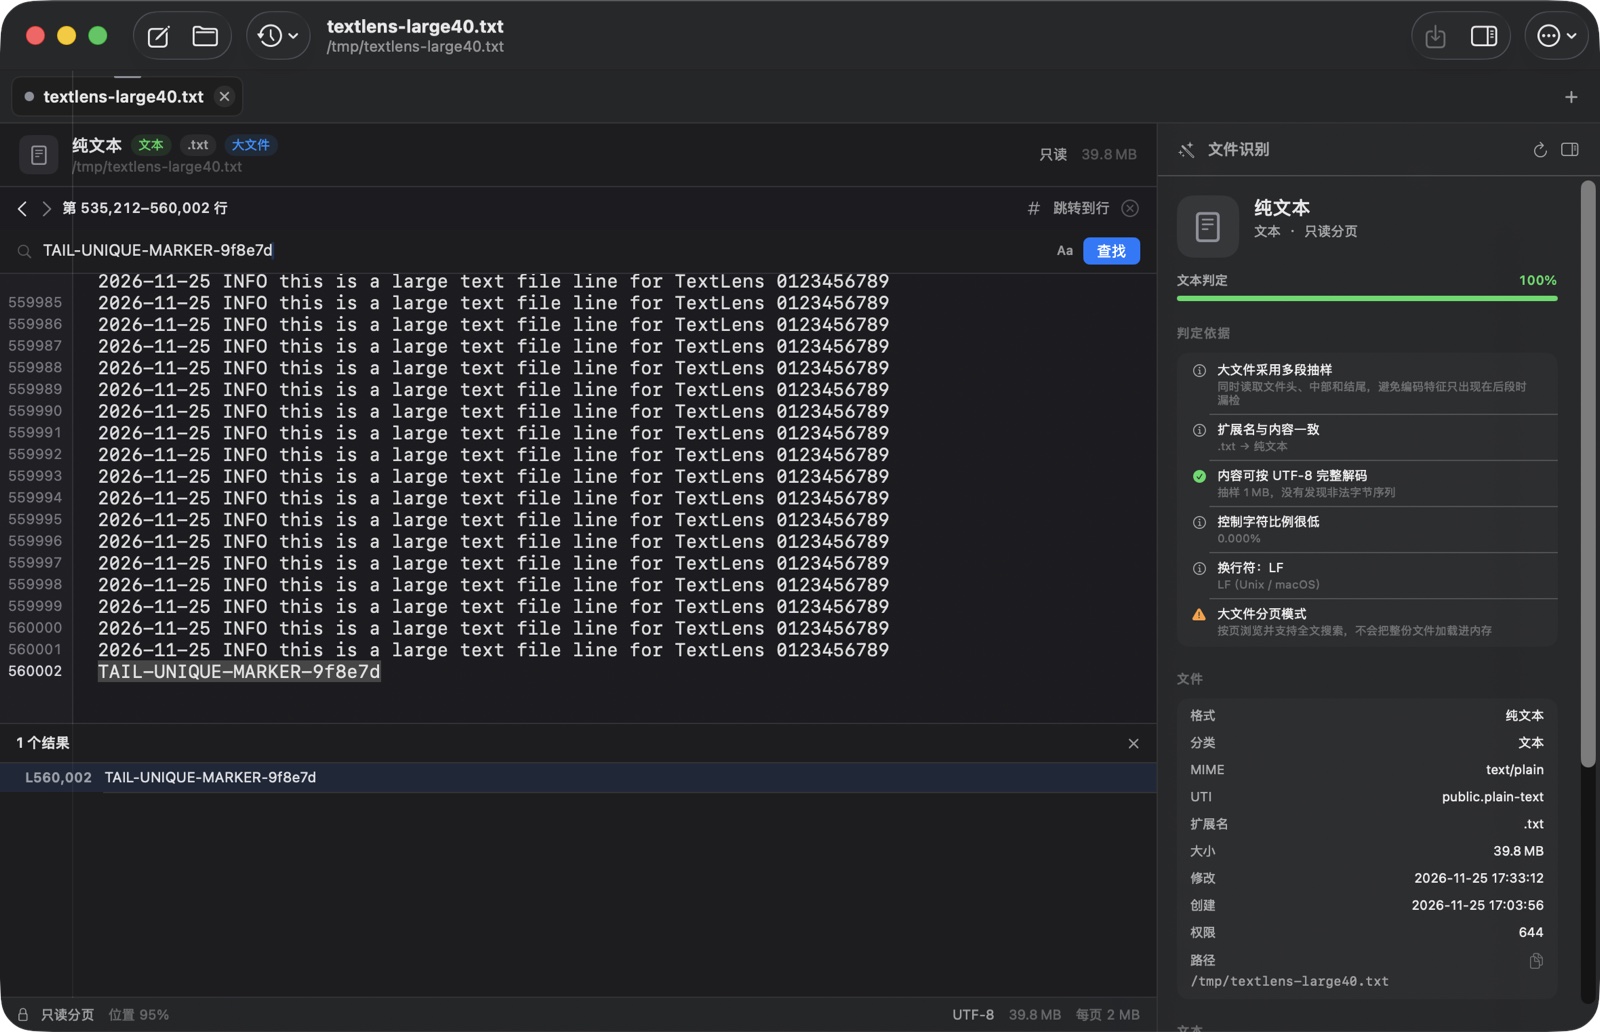 textlens-large40.txt
/tmp/textlens-large40.txt
textlens-large40.txt
纯文本 文本 .txt 大文件
/tmp/textlens-large40.txt
只读 39.8 MB
第 535,212–560,002 行
# 跳转到行
TAIL-UNIQUE-MARKER-9f8e7d
Aa 查找
2026-11-25 INFO this is a large text file line for TextLens 0123456789
559985 2026-11-25 INFO this is a large text file line for TextLens 0123456789
559986 2026-11-25 INFO this is a large text file line for TextLens 0123456789
559987 2026-11-25 INFO this is a large text file line for TextLens 0123456789
559988 2026-11-25 INFO this is a large text file line for TextLens 0123456789
559989 2026-11-25 INFO this is a large text file line for TextLens 0123456789
559990 2026-11-25 INFO this is a large text file line for TextLens 0123456789
559991 2026-11-25 INFO this is a large text file line for TextLens 0123456789
559992 2026-11-25 INFO this is a large text file line for TextLens 0123456789
559993 2026-11-25 INFO this is a large text file line for TextLens 0123456789
559994 2026-11-25 INFO this is a large text file line for TextLens 0123456789
559995 2026-11-25 INFO this is a large text file line for TextLens 0123456789
559996 2026-11-25 INFO this is a large text file line for TextLens 0123456789
559997 2026-11-25 INFO this is a large text file line for TextLens 0123456789
559998 2026-11-25 INFO this is a large text file line for TextLens 0123456789
559999 2026-11-25 INFO this is a large text file line for TextLens 0123456789
560000 2026-11-25 INFO this is a large text file line for TextLens 0123456789
560001 2026-11-25 INFO this is a large text file line for TextLens 0123456789
560002 TAIL-UNIQUE-MARKER-9f8e7d
1 个结果
L560,002 TAIL-UNIQUE-MARKER-9f8e7d
只读分页 位置 95%
UTF-8 39.8 MB 每页 2 MB
文件识别
纯文本
文本 · 只读分页
文本判定 100%
判定依据
大文件采用多段抽样
同时读取文件头、中部和结尾，避免编码特征只出现在后段时
漏检
扩展名与内容一致
.txt → 纯文本
内容可按 UTF-8 完整解码
抽样 1 MB，没有发现非法字节序列
控制字符比例很低
0.000%
换行符：LF
LF (Unix / macOS)
大文件分页模式
按页浏览并支持全文搜索，不会把整份文件加载进内存
文件
格式 纯文本
分类 文本
MIME text/plain
UTI public.plain-text
扩展名 .txt
大小 39.8 MB
修改 2026-11-25 17:33:12
创建 2026-11-25 17:03:56
权限 644
路径
/tmp/textlens-large40.txt